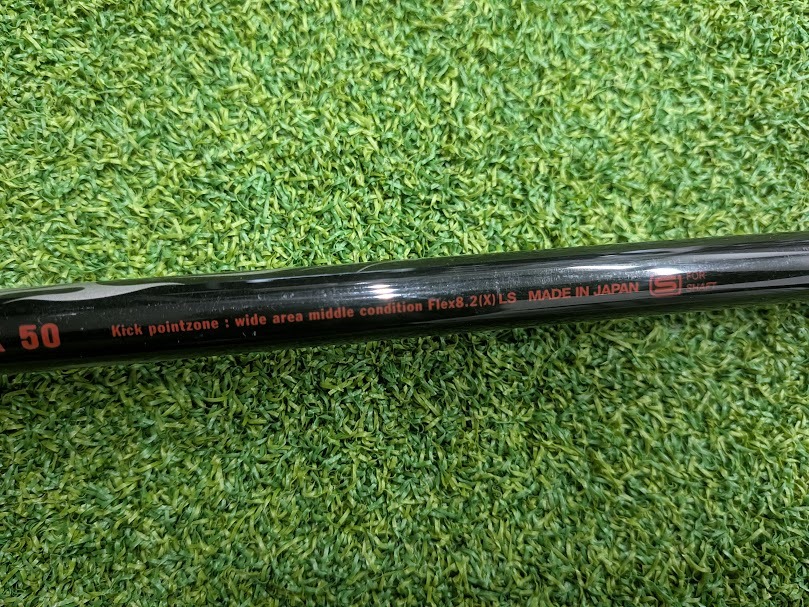 50
Kick pointzone : wide area middle condition Flex8.2(X) LS MADE IN JAPAN S FOR
SHAFT